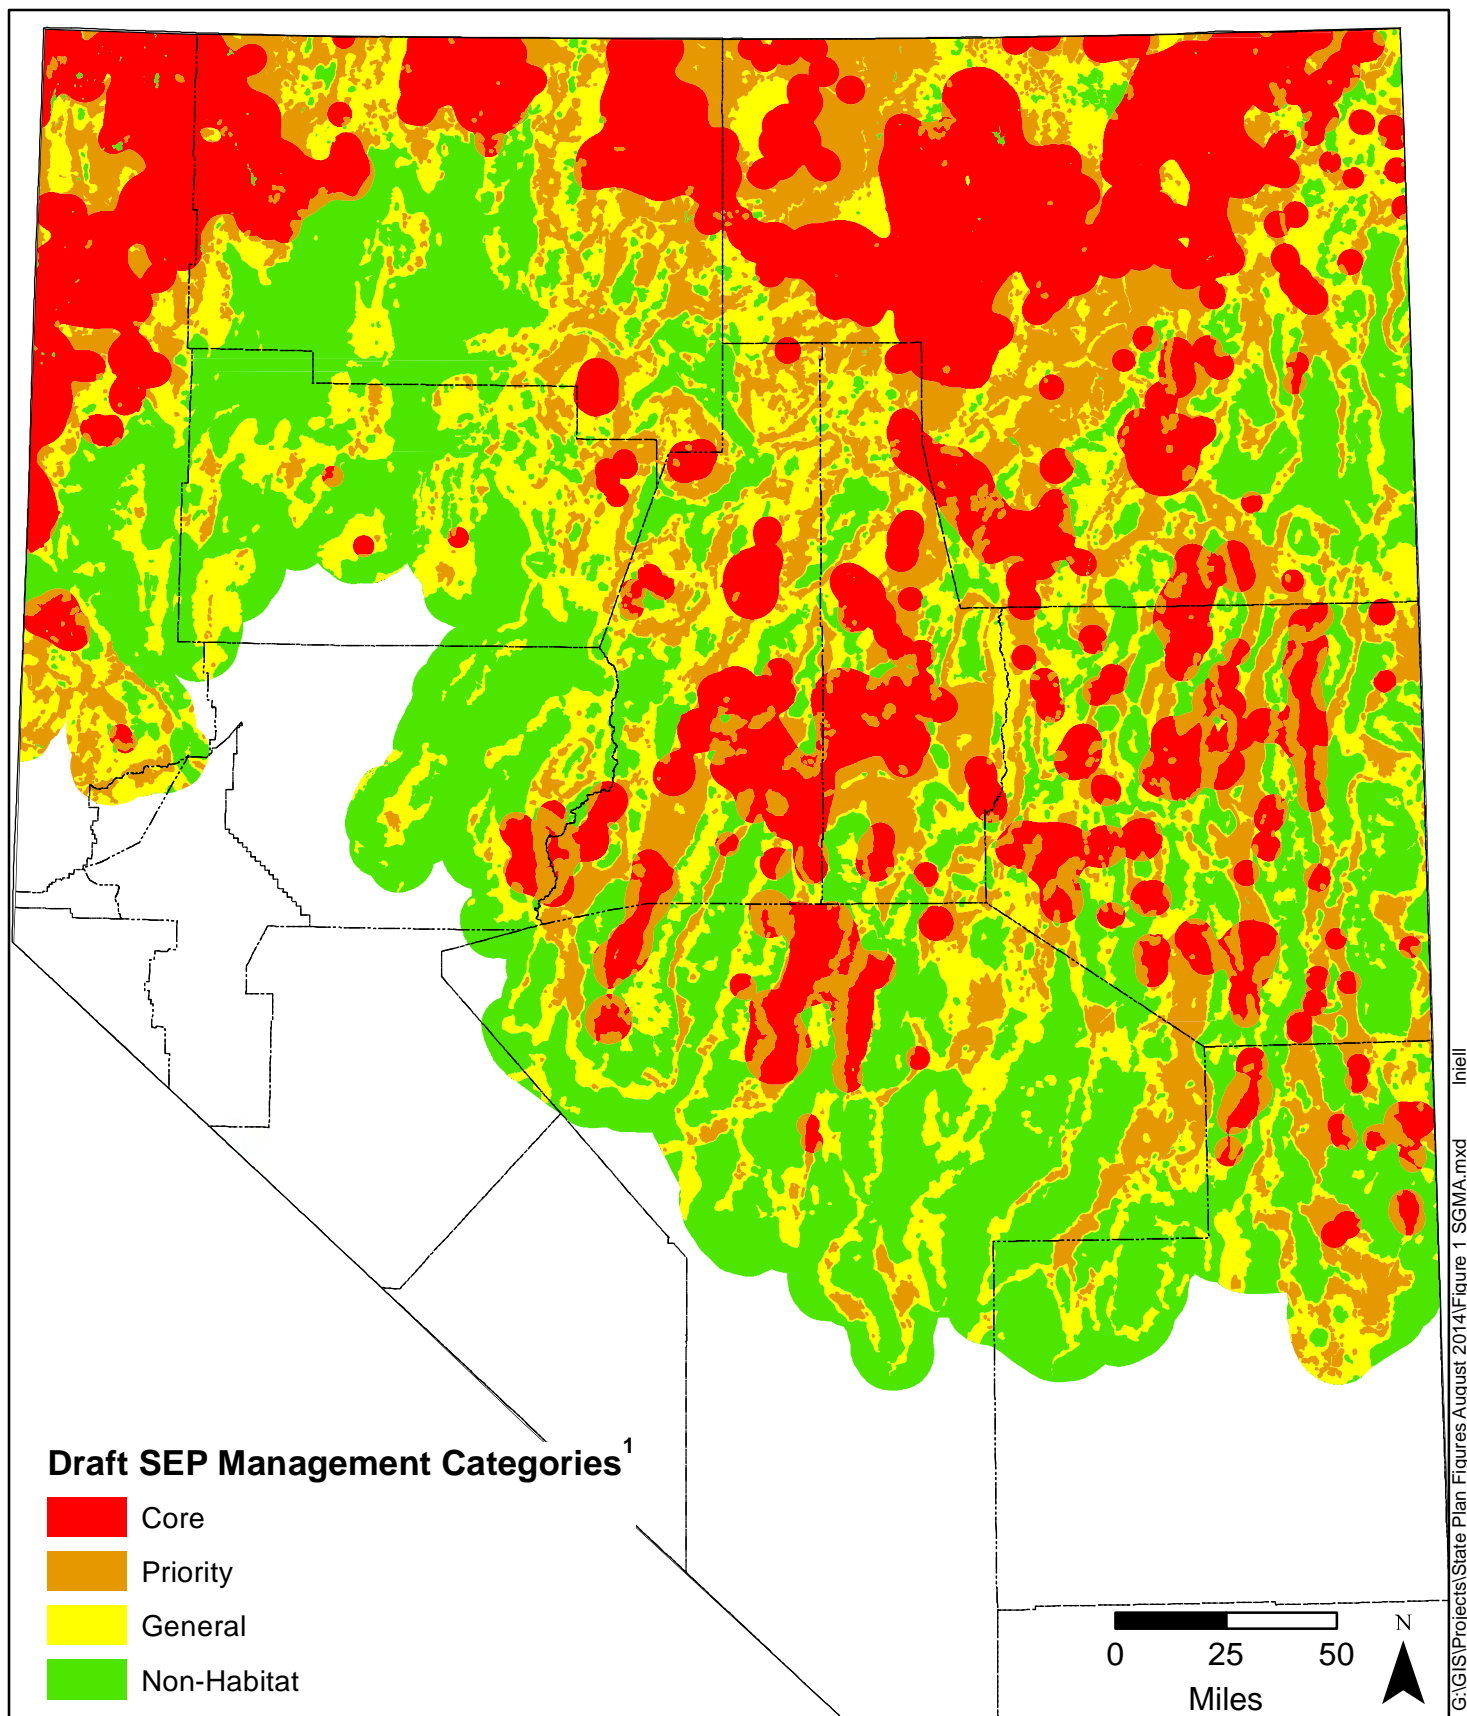 Draft SEP Management Categories1
Core
Priority
General
Non-Habitat
0 25 50
Miles
N
G:\GIS\Projects\State Plan Figures August 2014\Figure 1 SGMA.mxd lniell